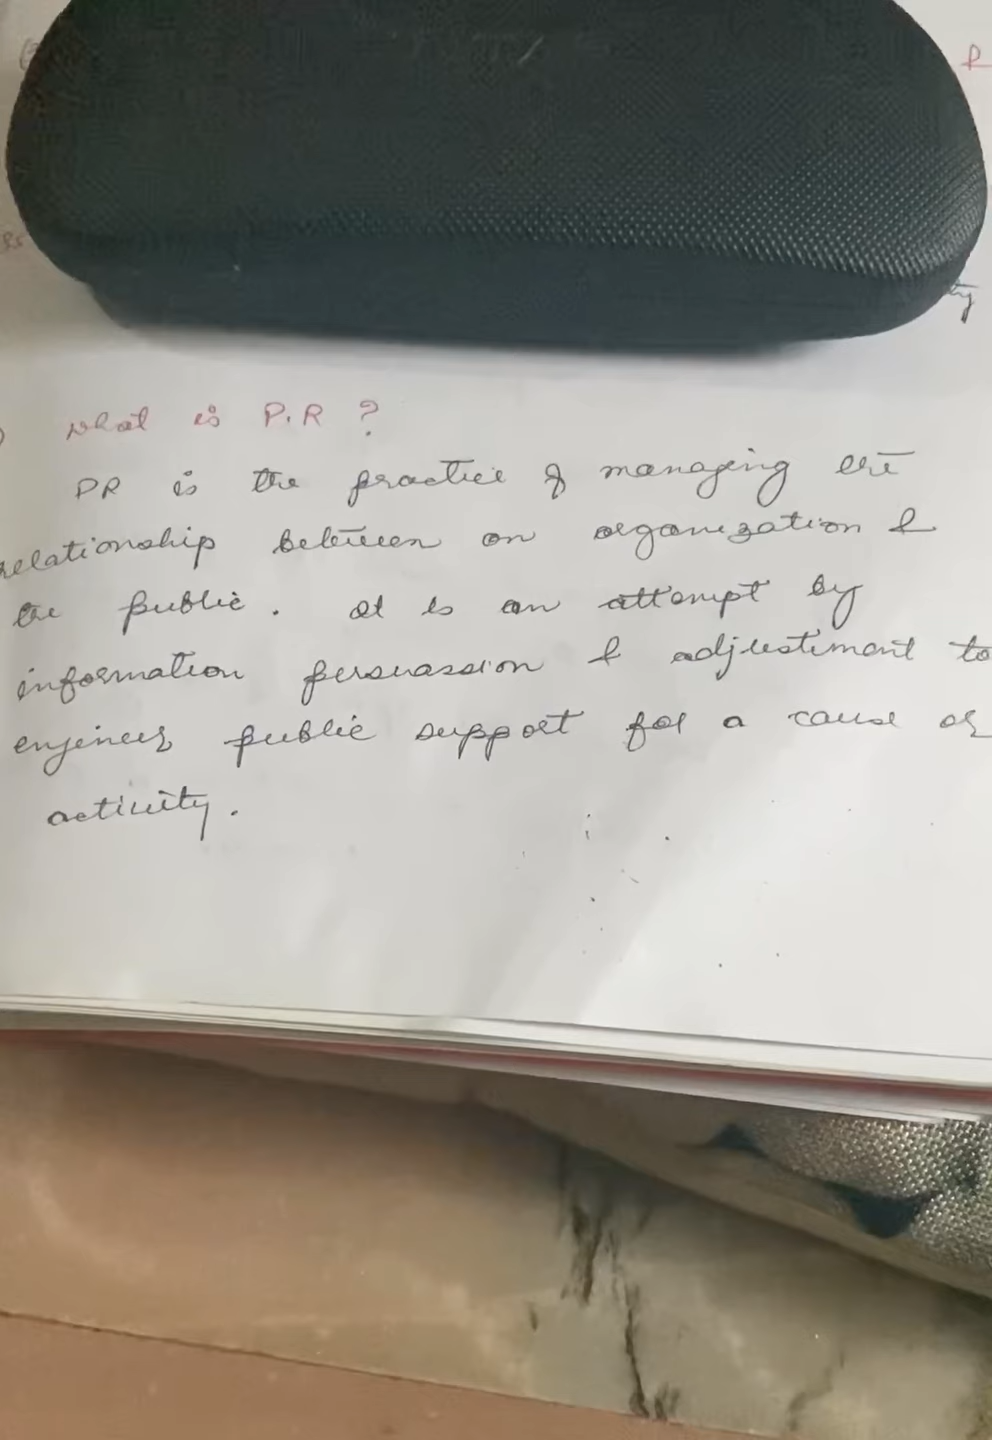 What is P.R ?
PR is the practice of managing the
relationship between an organization &
the public. It is an attempt by
information persuassion & adjustment to
engineer public support for a cause or
activity.